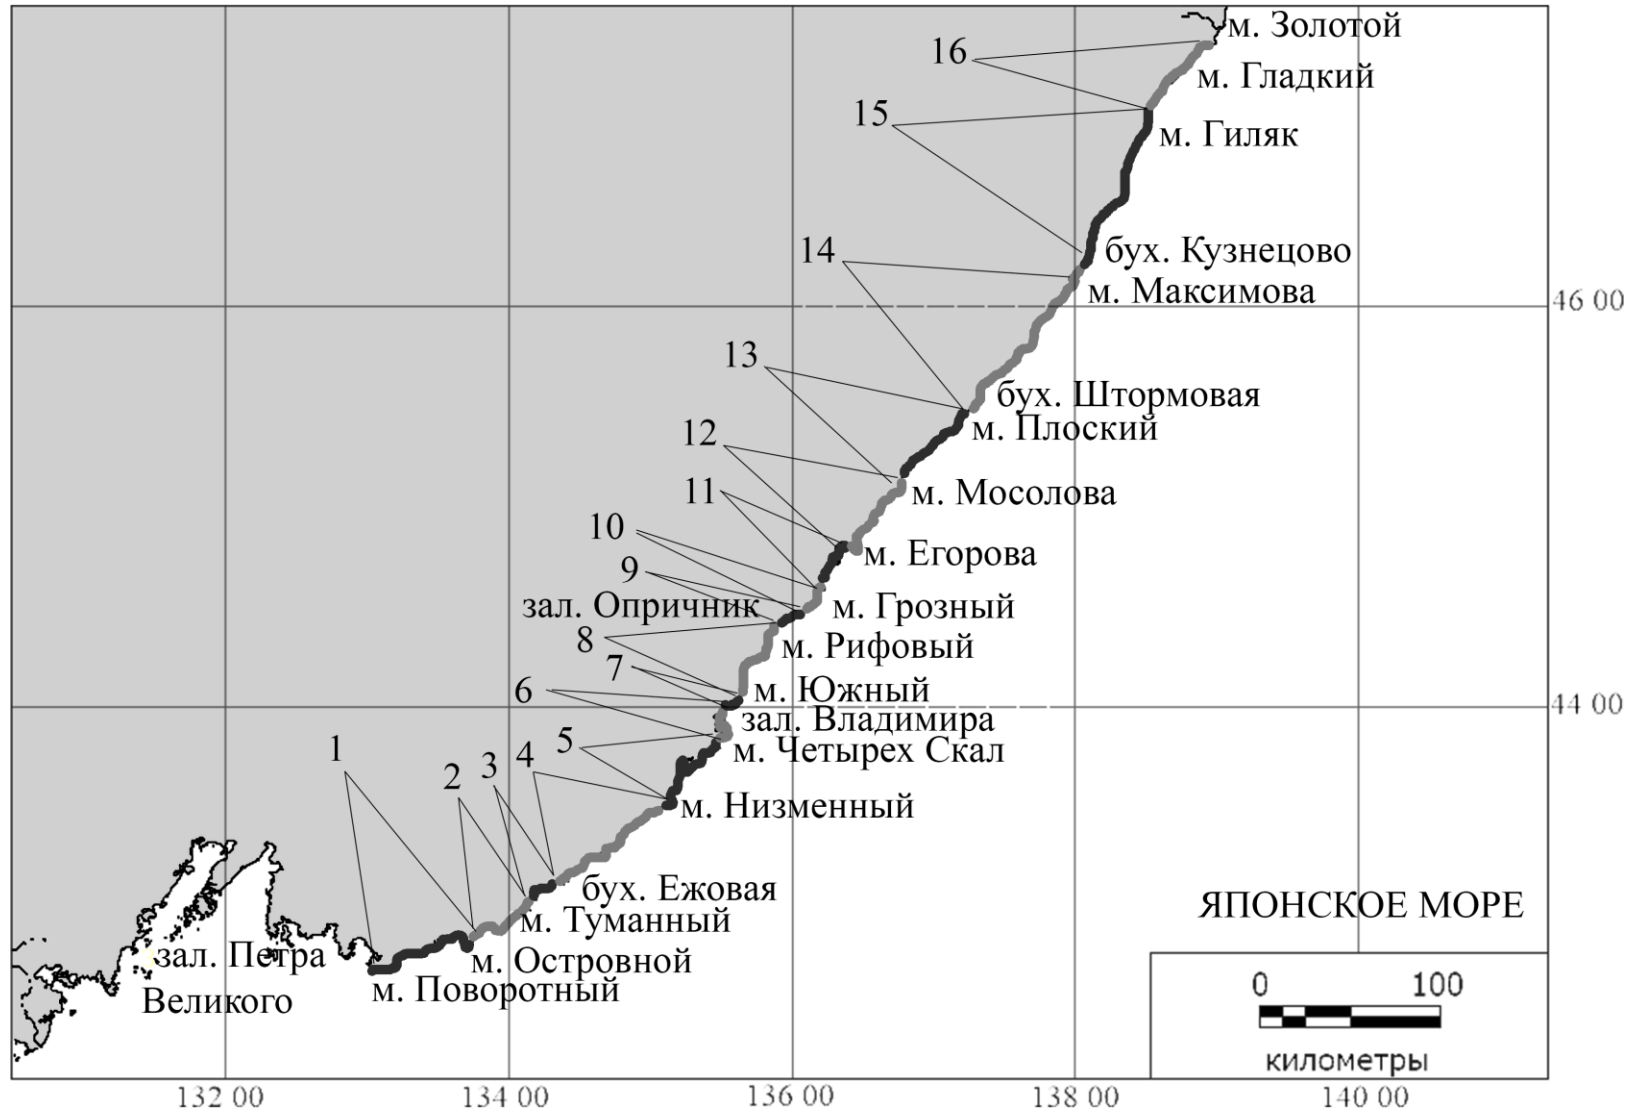 м. Золотой
16
м. Гладкий
15
м. Гиляк
14
бух. Кузнецово
м. Максимова
46 00
13
бух. Штормовая
12
м. Плоский
11
м. Мосолова
10
м. Егорова
9
зал. Опричник
м. Грозный
8
м. Рифовый
7
6
м. Южный
44 00
зал. Владимира
5
м. Четырех Скал
1
4
3
2
м. Низменный
бух. Ежовая
ЯПОНСКОЕ МОРЕ
м. Туманный
зал. Петра
Великого
м. Островной
м. Поворотный
0 100
километры
132 00 134 00 136 00 138 00 140 00